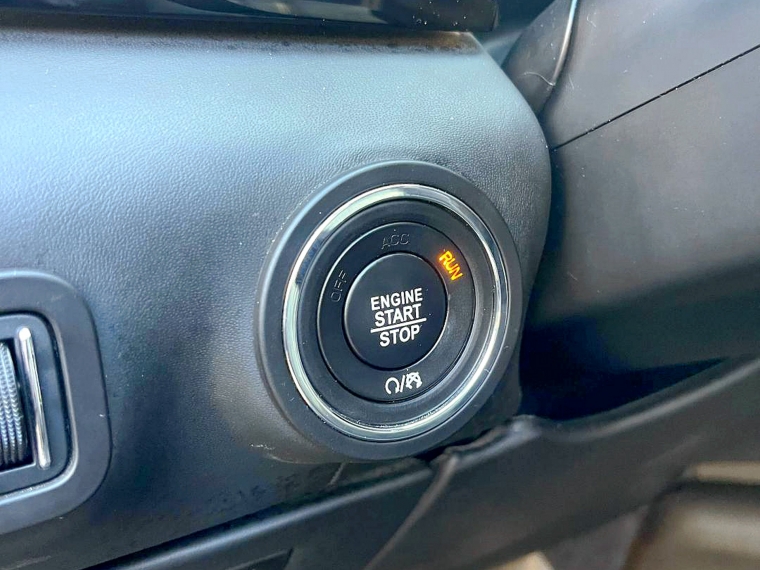 OFF
ACC
RUN
ENGINE
START
STOP